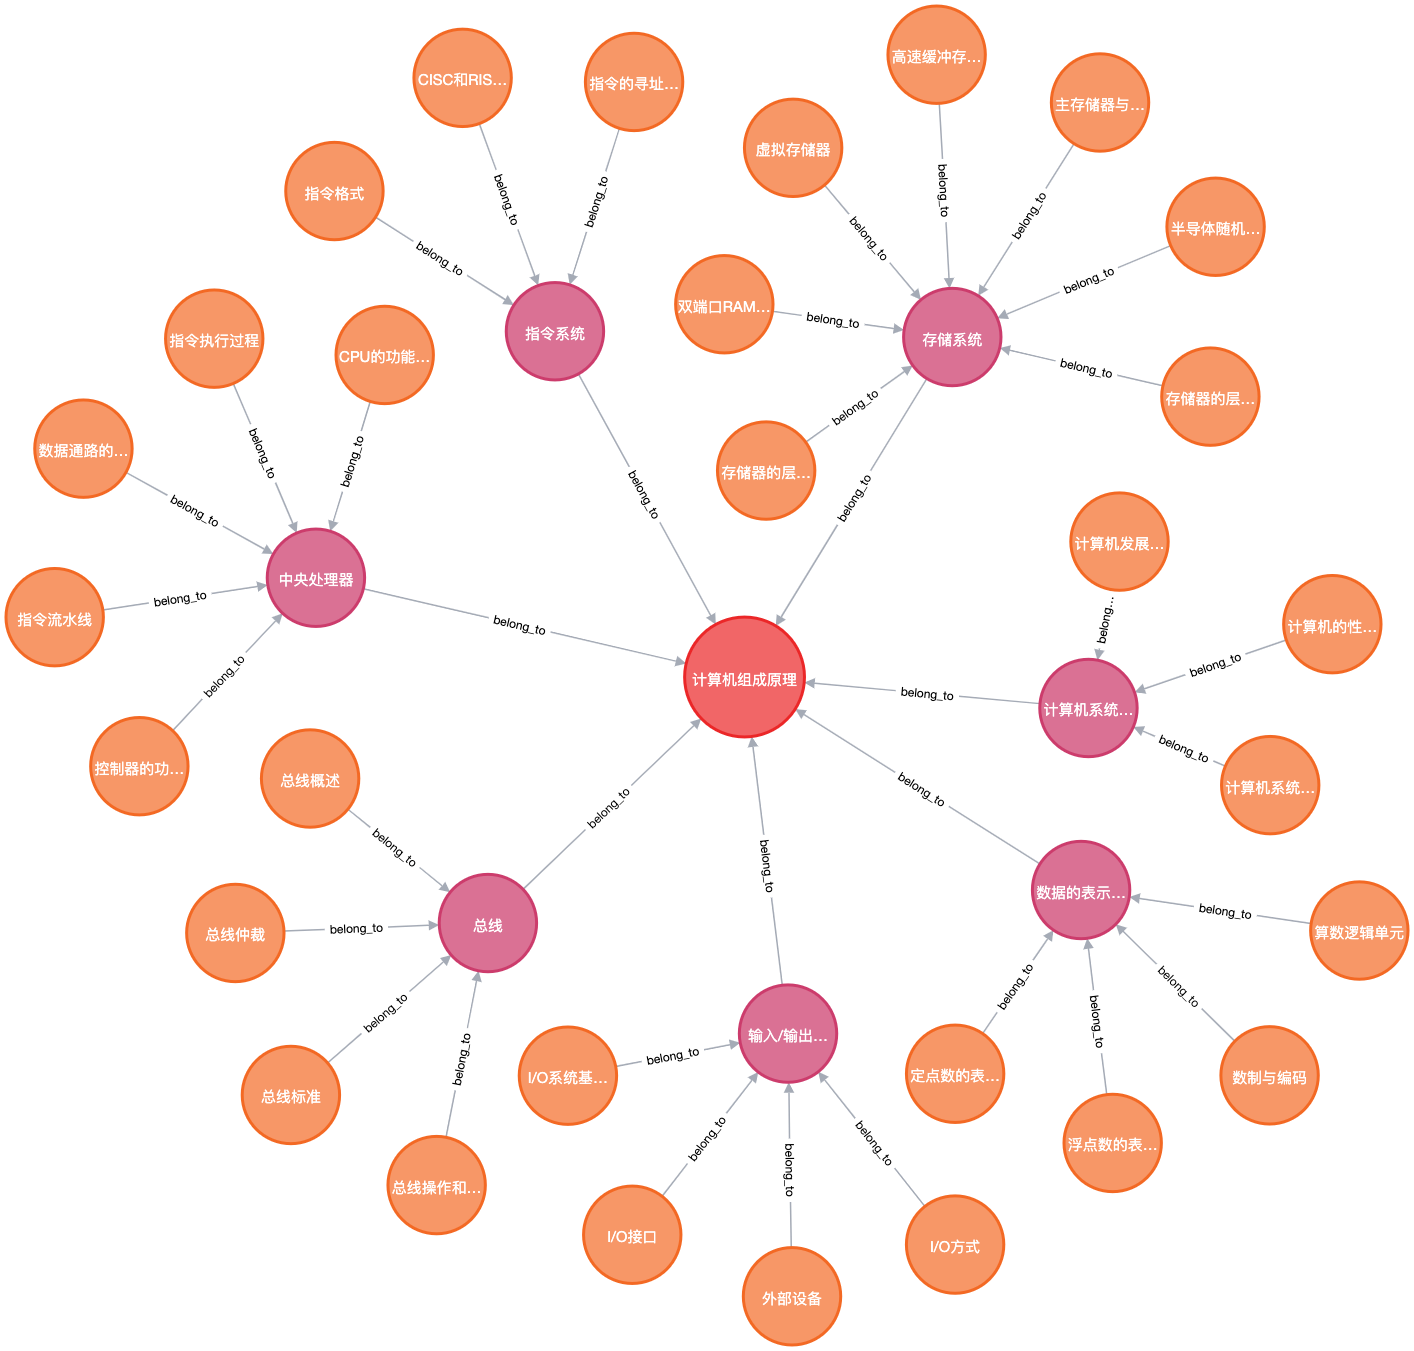 高速缓冲存…
CISC和RIS…
指令的寻址…
主存储器与…
虚拟存储器
指令格式
半导体随机…
belong_to
belong_to
belong_to
belong_to
belong_to
belong_to
belong_to
双端口RAM…
belong_to
指令系统
存储系统
指令执行过程
CPU的功能…
belong_to
存储器的层…
belong_to
数据通路的…
belong_to
belong_to
存储器的层…
belong_to
belong_to
belong_to
计算机发展…
中央处理器
belong_to
指令流水线
belong_to
belong…
计算机的性…
belong_to
belong_to
计算机组成原理
belong_to
计算机系统…
belong_to
控制器的功…
总线概述
计算机系统…
belong_to
belong_to
belong_to
belong_to
数据的表示…
belong_to
总线
总线仲裁
belong_to
算数逻辑单元
belong_to
belong_to
belong_to
belong_to
belong_to
输入/输出…
belong_to
belong_to
I/O系统基…
定点数的表…
数制与编码
总线标准
belong_to
belong_to
belong_to
浮点数的表…
总线操作和…
I/O接口
I/O方式
外部设备